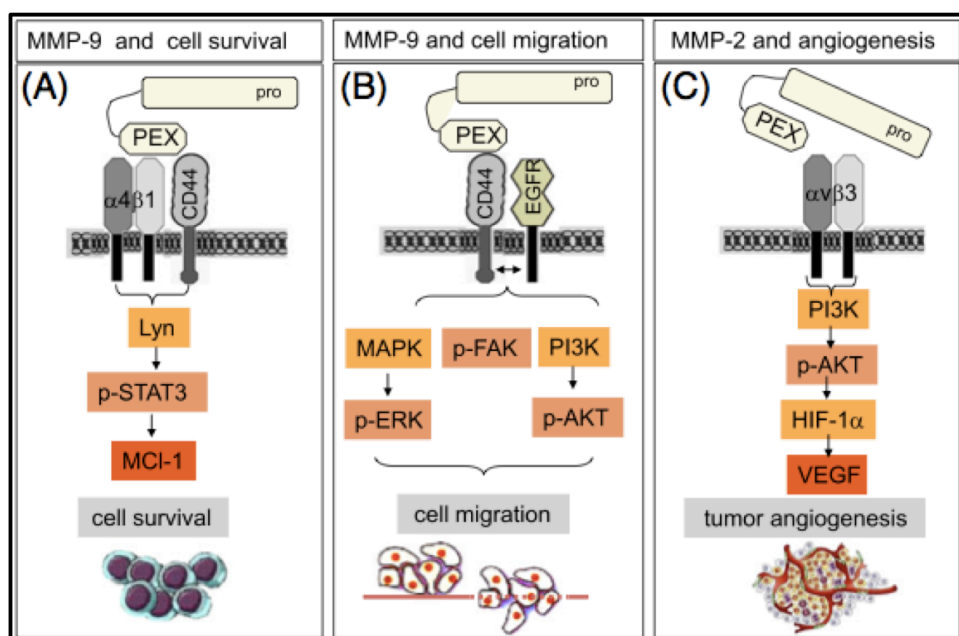 MMP-9 and cell survival
(A)
pro
PEX
α4β1
CD44
Lyn
p-STAT3
MCl-1
cell survival
MMP-9 and cell migration
(B)
pro
PEX
CD44
EGFR
MAPK
p-FAK
PI3K
p-ERK
p-AKT
cell migration
MMP-2 and angiogenesis
(C)
pro
PEX
αvβ3
PI3K
p-AKT
HIF-1α
VEGF
tumor angiogenesis